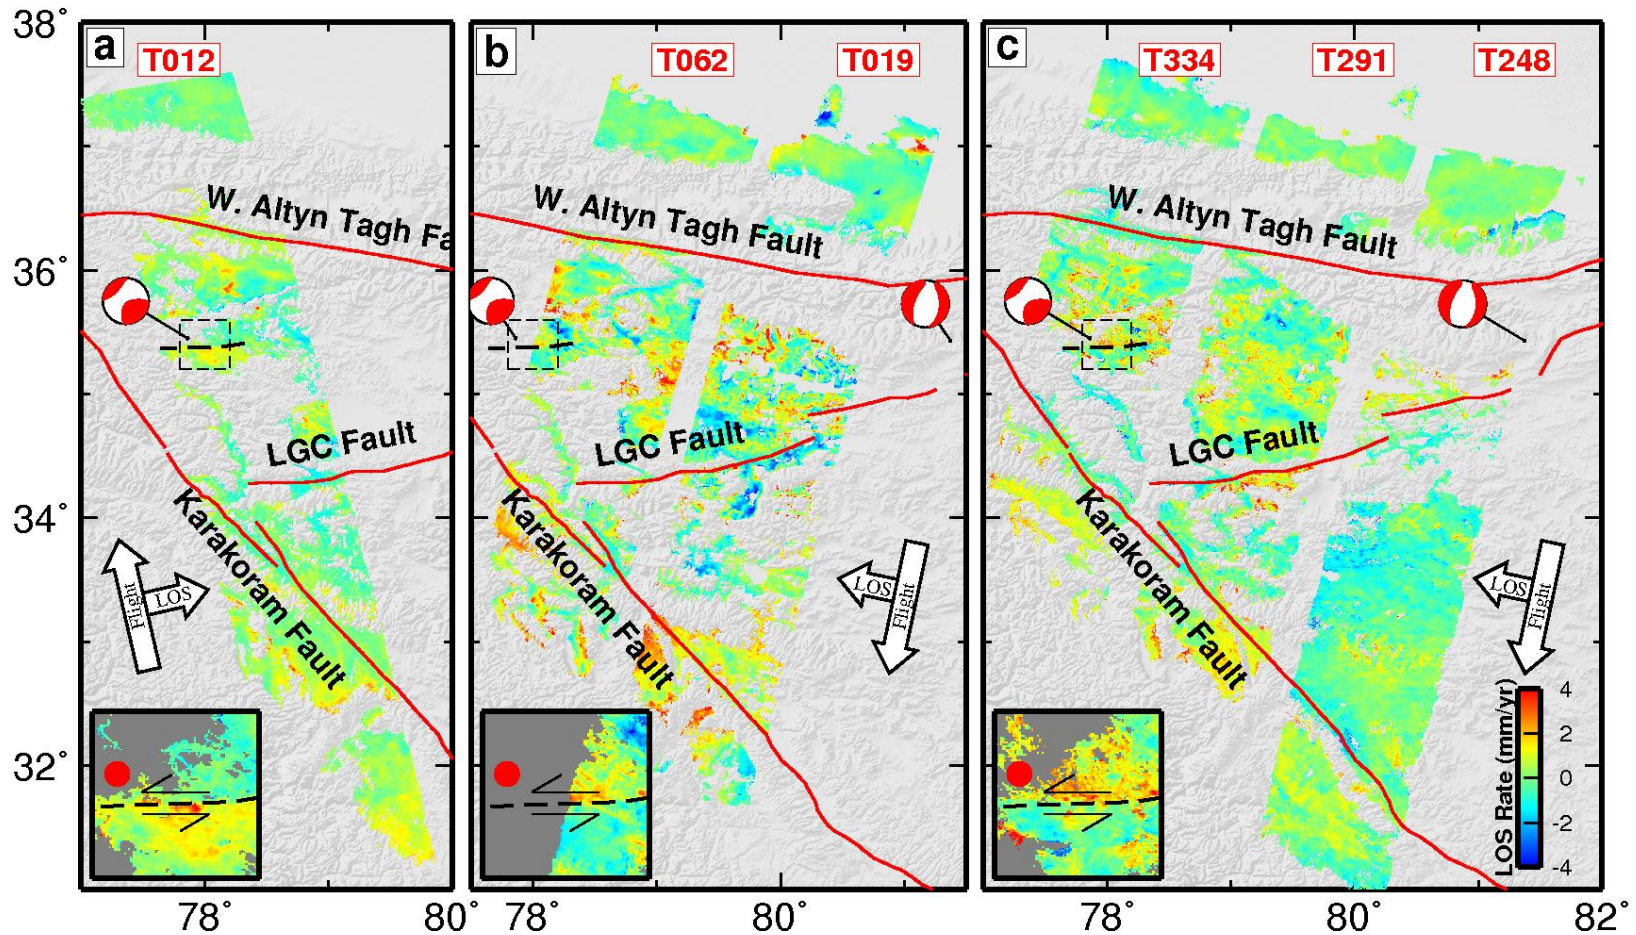 38°
36°
34°
32°
a
T012
W. Altyn Tagh Fa
LGC Fault
Karakoram Fault
Flight
LOS
78°
80°
b
T062
T019
W. Altyn Tagh Fault
LGC Fault
Karakoram Fault
LOS
Flight
78°
80°
c
T334
T291
T248
W. Altyn Tagh Fault
LGC Fault
Karakoram Fault
LOS
Flight
LOS Rate (mm/yr)
4
2
0
-2
-4
78°
80°
82°